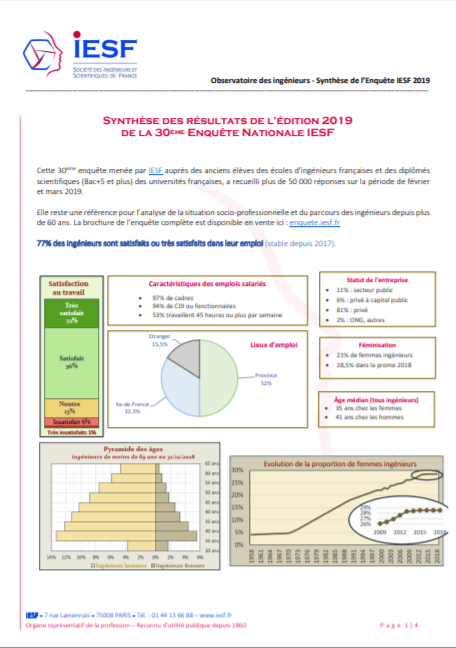 iESF
SOCIÉTÉ DES INGÉNIEURS ET
SCIENTIFIQUES DE FRANCE
Observatoire des ingénieurs - Synthèse de l'Enquête IESF 2019
SYNTHÈSE DES RÉSULTATS DE L'ÉDITION 2019
DE LA 30ÈME ENQUÊTE NATIONALE IESF
Cette 30ème enquête menée par IESF auprès des anciens élèves des écoles d'ingénieurs françaises et des diplômés
scientifiques (Bac+5 et plus) des universités françaises, a recueilli plus de 50 000 réponses sur la période de février
et mars 2019.
Elle reste une référence pour l'analyse de la situation socio-professionnelle et du parcours des ingénieurs depuis plus
de 60 ans. La brochure de l'enquête complète est disponible en vente ici : enquete.iesf.fr
77% des ingénieurs sont satisfaits ou très satisfaits dans leur emploi (stable depuis 2017).
Satisfaction
au travail
Très
satisfait
Satisfait
56%
Neutre
15%
Insatisfait 6%
Très insatisfaits 1%
Caractéristiques des emplois salariés
• 97% de cadres
• 94% de CDI ou fonctionnaires
• 53% travaillent 45 heures ou plus par semaine
Lieux d'emploi
Etranger
15,5%
Ile-de-France
32,5%
Province
52%
Statut de l'entreprise
• 11% : secteur public
• 6% : privé à capital public
• 81% : privé
• 2% : ONG, autres
Féminisation
• 21% de femmes ingénieurs
• 28,5% dans la promo 2018
Âge médian (tous ingénieurs)
• 35 ans chez les femmes
• 41 ans chez les hommes
Pyramide des âges
ingénieurs de moins de 65 ans au 31/12/2018
65 ans
60 ans
55 ans
50 ans
45 ans
40 ans
35 ans
30 ans
25 ans
20 ans
16% 14% 12% 10% 8% 6% 4% 2% 0% 2% 4% 6%
Ingénieurs hommes Ingénieurs femmes
Evolution de la proportion de femmes ingénieurs
30%
25%
20%
15%
10%
5%
0%
1958 1961 1964 1967 1970 1973 1976 1979 1982 1985 1988 1991 1994 1997 2000 2003 2006 2009 2012 2015 2018
29%
28%
27%
26%
2009 2012 2015 2018
IESF • 7 rue Lamennais • 75008 PARIS • Tél. : 01 44 13 66 88 – www.iesf.fr
Organe représentatif de la profession – Reconnu d'utilité publique depuis 1860
Page 1 | 4